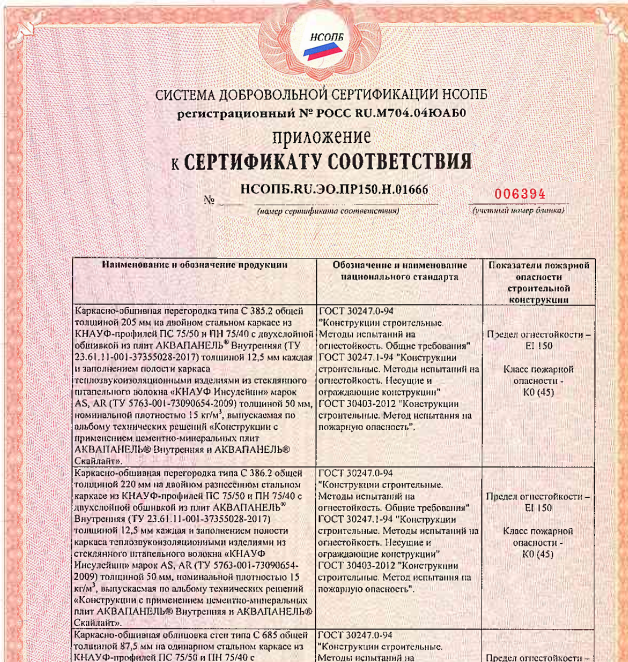 НСОПБ
СИСТЕМА ДОБРОВОЛЬНОЙ СЕРТИФИКАЦИИ НСОПБ
регистрационный № РОСС RU.М704.04ЮАБ0
приложение
к СЕРТИФИКАТУ СООТВЕТСТВИЯ
№ НСОПБ.RU.ЭО.ПР150.Н.01666
006394
(номер сертификата соответствия)
(учетный номер бланка)
Наименование и обозначение продукции
Обозначение и наименование
национального стандарта
Показатели пожарной
опасности
строительной
конструкции
Каркасно-обшивная перегородка типа С 385.2 общей
толщиной 205 мм на двойном стальном каркасе из
КНАУФ-профилей ПС 75/50 и ПН 75/40 с двухслойной
обшивкой из плит АКВАПАНЕЛЬ® Внутренняя (ТУ
23.61.11-001-37355028-2017) толщиной 12,5 мм каждая
и заполнением полости каркаса
теплозвукоизоляционными изделиями из стеклянного
штапельного волокна «КНАУФ Инсулейшн» марок
AS, AR (ТУ 5763-001-73090654-2009) толщиной 50 мм,
номинальной плотностью 15 кг/м³, выпускаемая по
альбому технических решений «Конструкции с
применением цементно-минеральных плит
АКВАПАНЕЛЬ® Внутренняя и АКВАПАНЕЛЬ®
Скайлайт».
ГОСТ 30247.0-94
"Конструкции строительные.
Методы испытаний на
огнестойкость. Общие требования"
ГОСТ 30247.1-94 "Конструкции
строительные. Методы испытаний на
огнестойкость. Несущие и
ограждающие конструкции"
ГОСТ 30403-2012 "Конструкции
строительные. Метод испытания на
пожарную опасность".
Предел огнестойкости –
EI 150
Класс пожарной
опасности -
К0 (45)
Каркасно-обшивная перегородка типа С 386.2 общей
толщиной 220 мм на двойном разнесённом стальном
каркасе из КНАУФ-профилей ПС 75/50 и ПН 75/40 с
двухслойной обшивкой из плит АКВАПАНЕЛЬ®
Внутренняя (ТУ 23.61.11-001-37355028-2017)
толщиной 12,5 мм каждая и заполнением полости
каркаса теплозвукоизоляционными изделиями из
стеклянного штапельного волокна «КНАУФ
Инсулейшн» марок AS, AR (ТУ 5763-001-73090654-
2009) толщиной 50 мм, номинальной плотностью 15
кг/м³, выпускаемая по альбому технических решений
«Конструкции с применением цементно-минеральных
плит АКВАПАНЕЛЬ® Внутренняя и АКВАПАНЕЛЬ®
Скайлайт».
ГОСТ 30247.0-94
"Конструкции строительные.
Методы испытаний на
огнестойкость. Общие требования"
ГОСТ 30247.1-94 "Конструкции
строительные. Методы испытаний на
огнестойкость. Несущие и
ограждающие конструкции"
ГОСТ 30403-2012 "Конструкции
строительные. Метод испытания на
пожарную опасность".
Предел огнестойкости –
EI 150
Класс пожарной
опасности -
К0 (45)
Каркасно-обшивная облицовка стен типа С 685 общей
толщиной 87,5 мм на одинарном стальном каркасе из
КНАУФ-профилей ПС 75/50 и ПН 75/40 с
ГОСТ 30247.0-94
"Конструкции строительные.
Методы испытаний на
Предел огнестойкости –